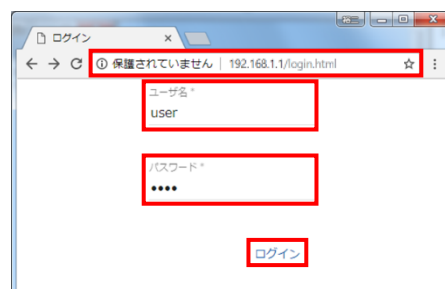 ログイン
保護されていません | 192.168.1.1/login.html
ユーザ名 *
user
パスワード *
••••
ログイン